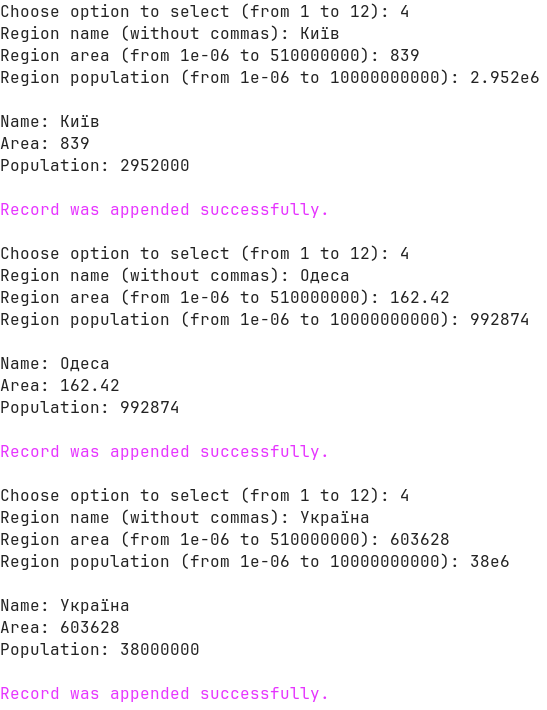 Choose option to select (from 1 to 12): 4
Region name (without commas): Київ
Region area (from 1e-06 to 510000000): 839
Region population (from 1e-06 to 10000000000): 2.952e6
Name: Київ
Area: 839
Population: 2952000
Record was appended successfully.
Choose option to select (from 1 to 12): 4
Region name (without commas): Одеса
Region area (from 1e-06 to 510000000): 162.42
Region population (from 1e-06 to 10000000000): 992874
Name: Одеса
Area: 162.42
Population: 992874
Record was appended successfully.
Choose option to select (from 1 to 12): 4
Region name (without commas): Україна
Region area (from 1e-06 to 510000000): 603628
Region population (from 1e-06 to 10000000000): 38e6
Name: Україна
Area: 603628
Population: 38000000
Record was appended successfully.